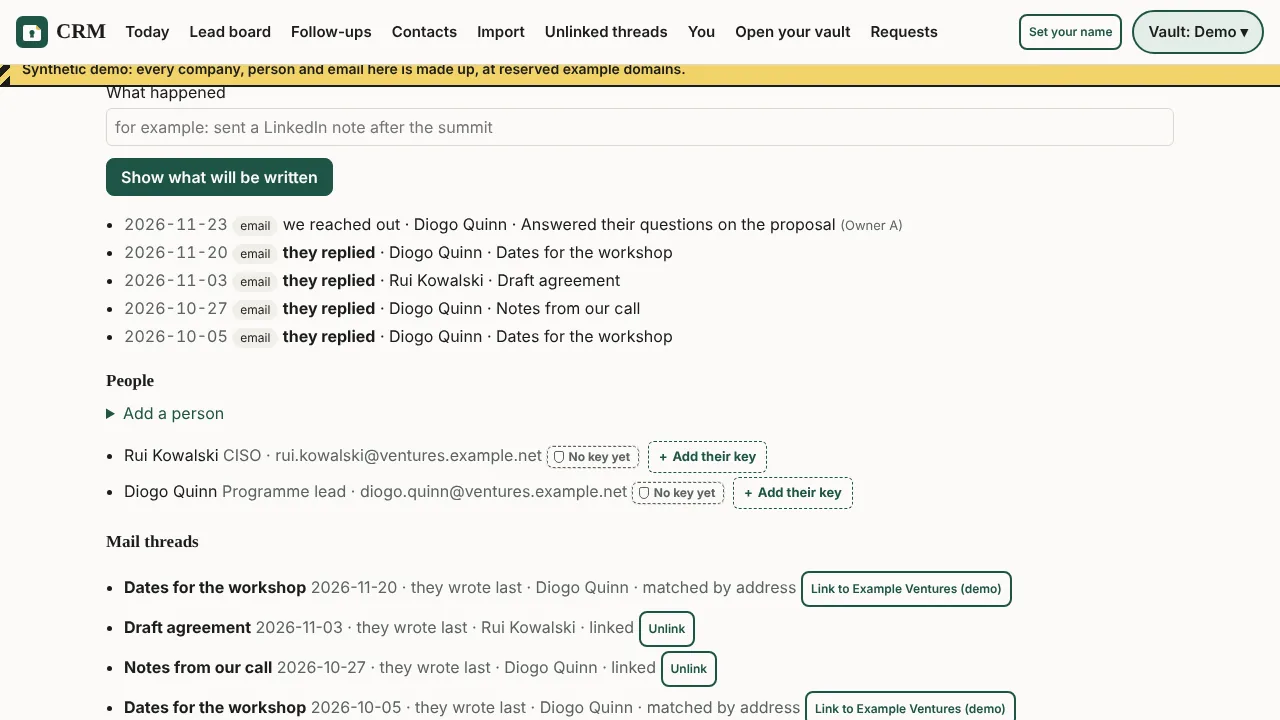 CRM Today Lead board Follow-ups Contacts Import Unlinked threads You Open your vault Requests Set your name Vault: Demo ▾
Synthetic demo: every company, person and email here is made up, at reserved example domains.
What happened
for example: sent a LinkedIn note after the summit
Show what will be written
• 2026-11-23 email we reached out · Diogo Quinn · Answered their questions on the proposal (Owner A)
• 2026-11-20 email they replied · Diogo Quinn · Dates for the workshop
• 2026-11-03 email they replied · Rui Kowalski · Draft agreement
• 2026-10-27 email they replied · Diogo Quinn · Notes from our call
• 2026-10-05 email they replied · Diogo Quinn · Dates for the workshop
People
▶ Add a person
• Rui Kowalski CISO · rui.kowalski@ventures.example.net No key yet + Add their key
• Diogo Quinn Programme lead · diogo.quinn@ventures.example.net No key yet + Add their key
Mail threads
• Dates for the workshop 2026-11-20 · they wrote last · Diogo Quinn · matched by address Link to Example Ventures (demo)
• Draft agreement 2026-11-03 · they wrote last · Rui Kowalski · linked Unlink
• Notes from our call 2026-10-27 · they wrote last · Diogo Quinn · linked Unlink
• Dates for the workshop 2026-10-05 · they wrote last · Diogo Quinn · matched by address Link to Example Ventures (demo)